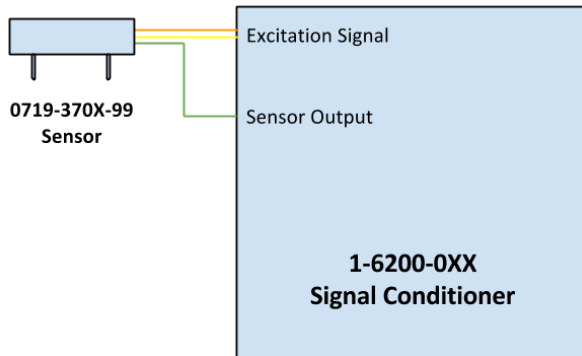 Excitation Signal
0719-370X-99
Sensor
Sensor Output
1-6200-0XX
Signal Conditioner